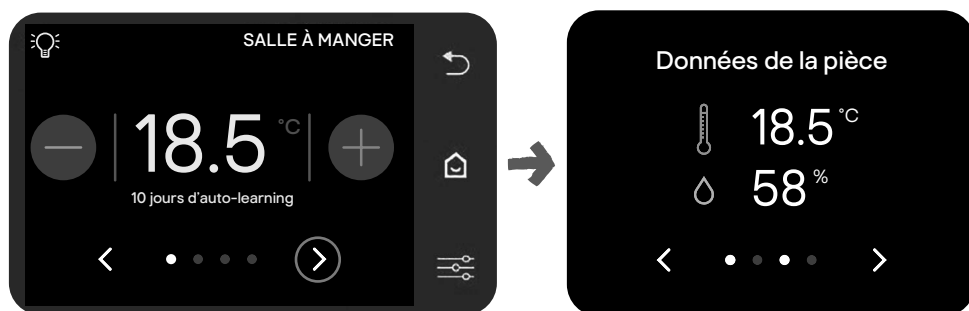 SALLE À MANGER
18.5 °C
10 jours d'auto-learning
Données de la pièce
18.5 °C
58 %